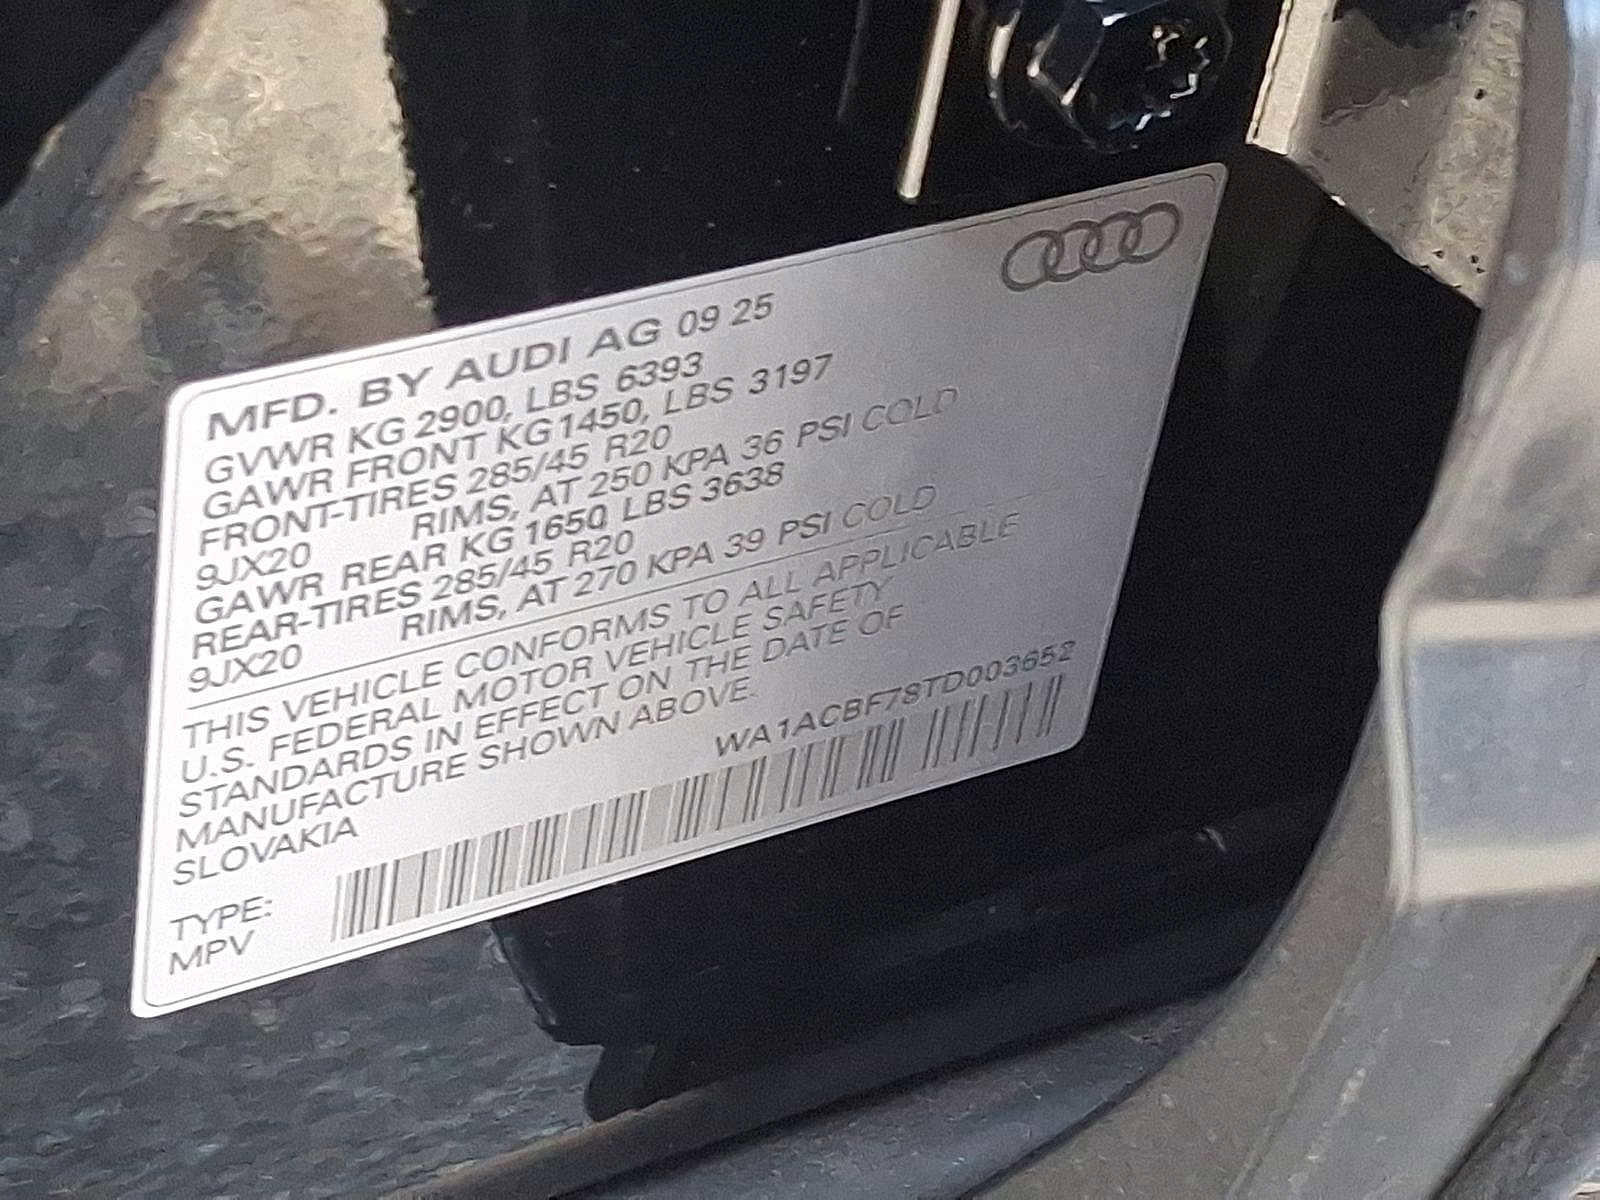 MFD. BY AUDI AG 09 25
GVWR KG 2900, LBS 6393
GAWR FRONT KG1450, LBS 3197
FRONT-TIRES 285/45 R20
9JX20 RIMS, AT 250 KPA 36 PSI COLD
GAWR REAR KG 1650 LBS 3638
REAR-TIRES 285/45 R20
9JX20 RIMS, AT 270 KPA 39 PSI COLD
THIS VEHICLE CONFORMS TO ALL APPLICABLE
U.S. FEDERAL MOTOR VEHICLE SAFETY
STANDARDS IN EFFECT ON THE DATE OF
MANUFACTURE SHOWN ABOVE.
SLOVAKIA
WA1ACBF78TD003652
TYPE:
MPV